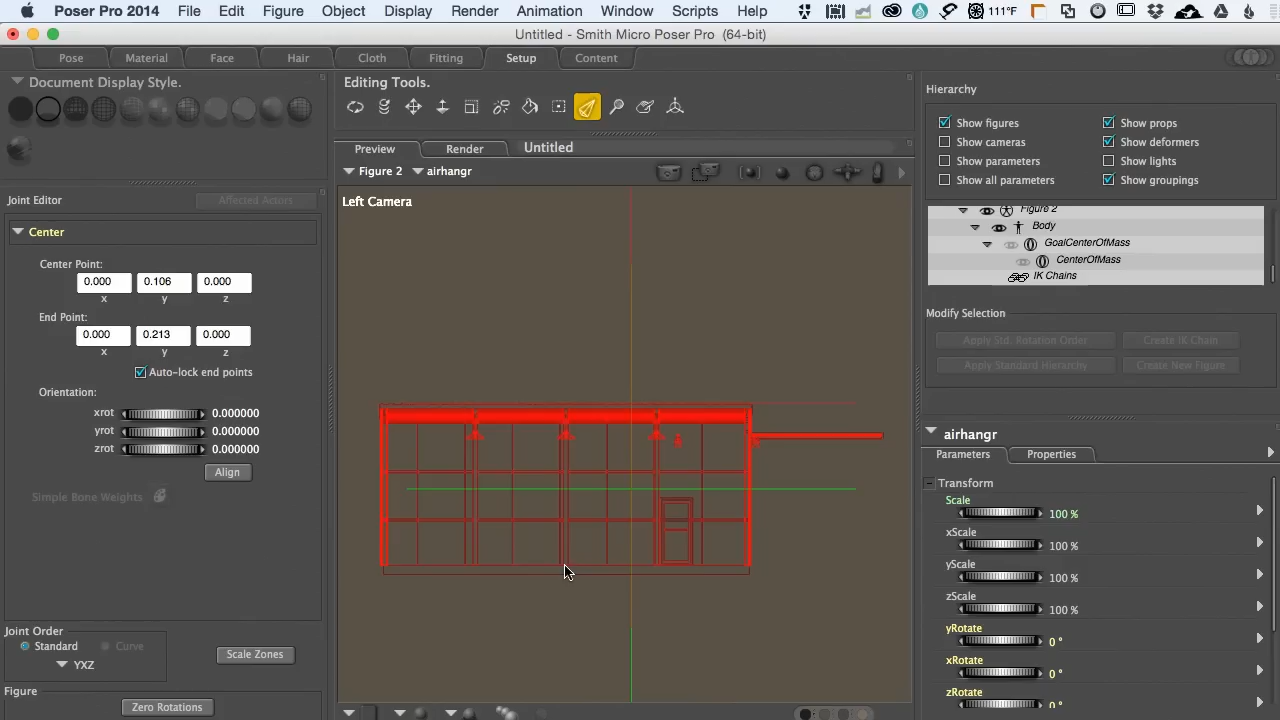 Poser Pro 2014 File Edit Figure Object Display Render Animation Window Scripts Help 111°F
Untitled - Smith Micro Poser Pro (64-bit)
Pose Material Face Hair Cloth Fitting Setup Content
Document Display Style.
Editing Tools.
Hierarchy
Show figures Show props
Show cameras Show deformers
Show parameters Show lights
Show all parameters Show groupings
Preview Render Untitled
Figure 2 airhangr
Left Camera
Joint Editor Affected Actors
Center
Center Point:
0.000 0.106 0.000
x y z
End Point:
0.000 0.213 0.000
x y z
Auto-lock end points
Orientation:
xrot 0.000000
yrot 0.000000
zrot 0.000000
Align
Simple Bone Weights
Joint Order
Standard Curve
YXZ
Scale Zones
Figure
Zero Rotations
Figure 2
Body
GoalCenterOfMass
CenterOfMass
IK Chains
Modify Selection
Apply Std. Rotation Order Create IK Chain
Apply Standard Hierarchy Create New Figure
airhangr
Parameters Properties
Transform
Scale
100 %
xScale
100 %
yScale
100 %
zScale
100 %
yRotate
0 °
xRotate
0 °
zRotate
0 °